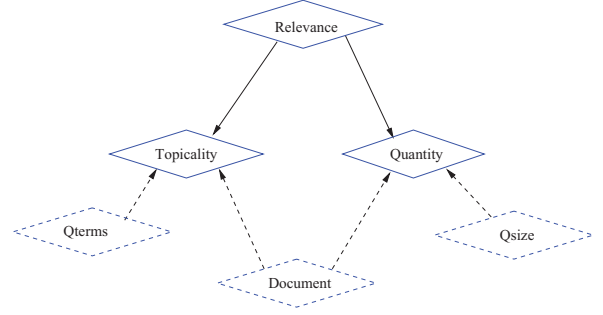 Relevance
Topicality
Quantity
Qterms
Qsize
Document